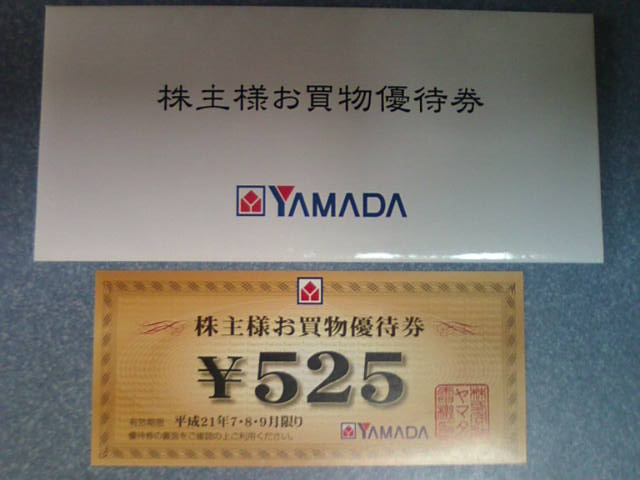 株主様お買物優待券
YAMADA
株主様お買物優待券
¥525
有効期限 平成21年7・8・9月限り
優待券の裏面をご確認の上ご利用ください。
YAMADA